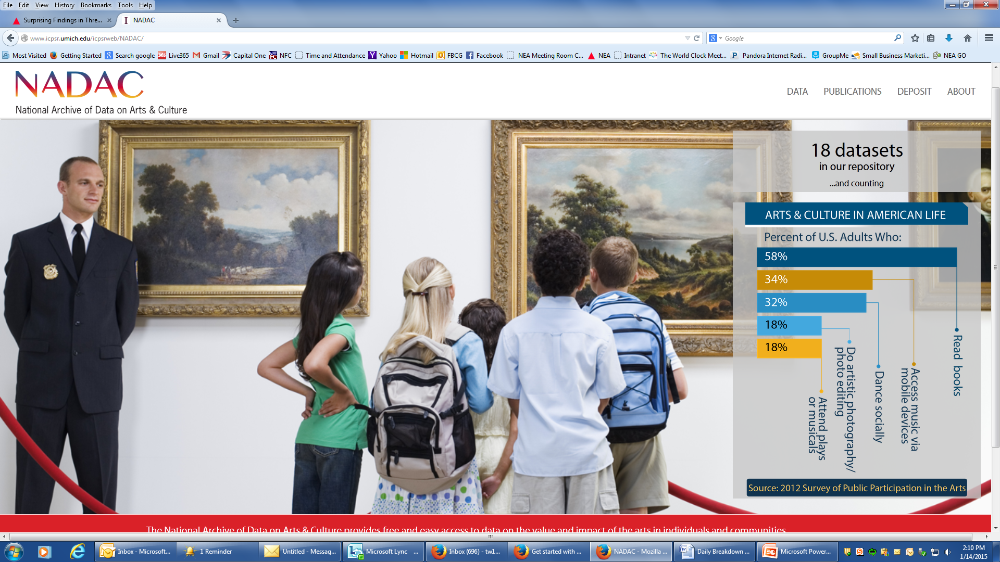 File Edit View History Bookmarks Tools Help
Surprising Findings in Thre...
NADAC
www.icpsr.umich.edu/icpsrweb/NADAC/
Google
Most Visited Getting Started Search google Live365 Gmail Capital One NFC Time and Attendance Yahoo Hotmail FBCG Facebook NEA Meeting Room C... NEA Intranet The World Clock Meet... Pandora Internet Radi... GroupMe Small Business Marketi... NEA GO
NADAC
National Archive of Data on Arts & Culture
DATA PUBLICATIONS DEPOSIT ABOUT
18 datasets
in our repository
...and counting
ARTS & CULTURE IN AMERICAN LIFE
Percent of U.S. Adults Who:
58%
34%
32%
18%
18%
Read books
Access music via
mobile devices
Dance socially
Do artistic photography/
photo editing
Attend plays
or musicals
Source: 2012 Survey of Public Participation in the Arts
The National Archive of Data on Arts & Culture provides free and easy access to data on the value and impact of the arts in individuals and communities
Inbox - Microsoft...
1 Reminder
Untitled - Messag...
Microsoft Lync ...
Inbox (696) - tw1...
Get started with ...
NADAC - Mozilla ...
Daily Breakdown ...
Microsoft Power...
2:10 PM
1/14/2015